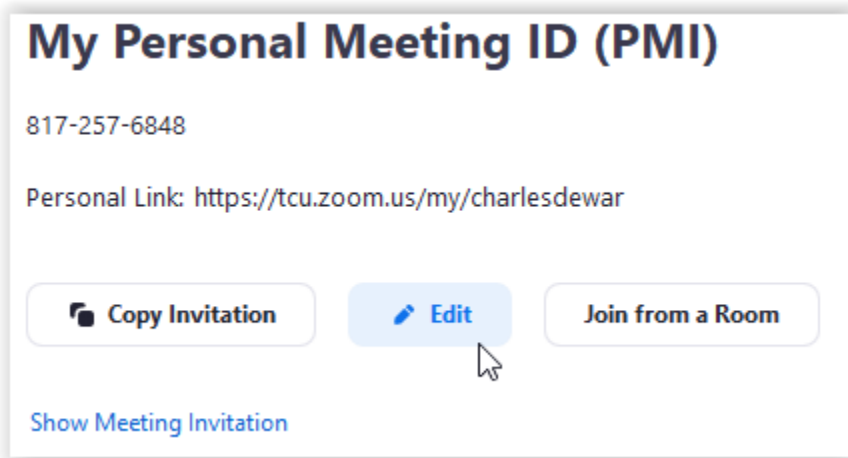 My Personal Meeting ID (PMI)
817-257-6848
Personal Link: https://tcu.zoom.us/my/charlesdewar
Copy Invitation Edit Join from a Room
Show Meeting Invitation